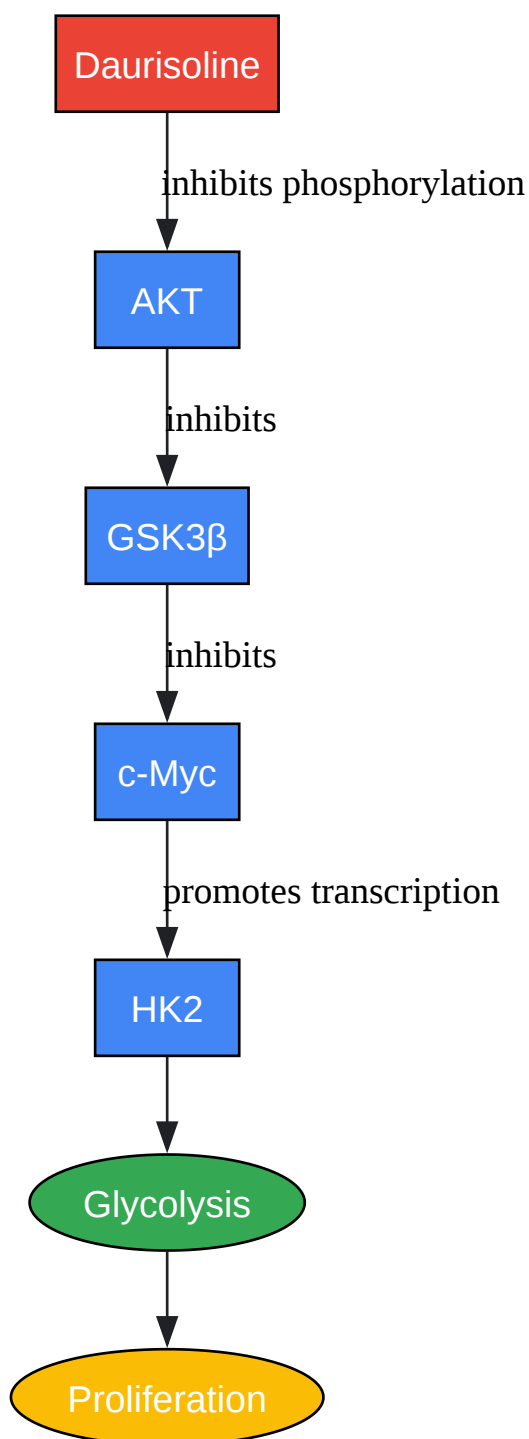 Daurisoline
inhibits phosphorylation
AKT
inhibits
GSK3β
inhibits
c-Myc
promotes transcription
HK2
Glycolysis
Proliferation